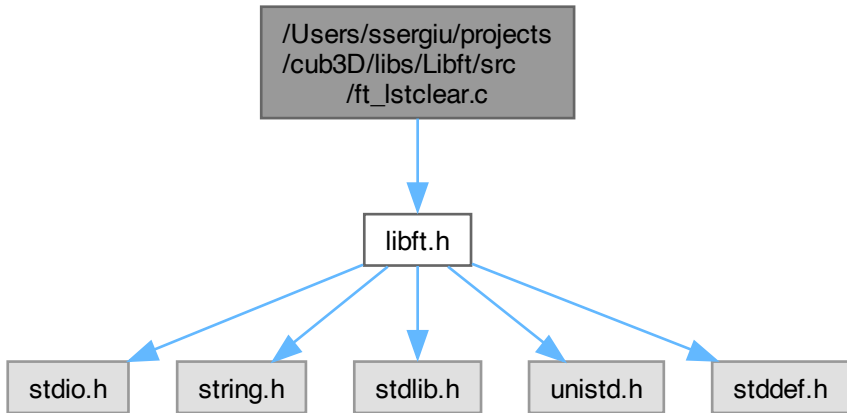 /Users/ssergiu/projects
/cub3D/libs/Libft/src
/ft_lstclear.c
libft.h
stdio.h
string.h
stdlib.h
unistd.h
stddef.h